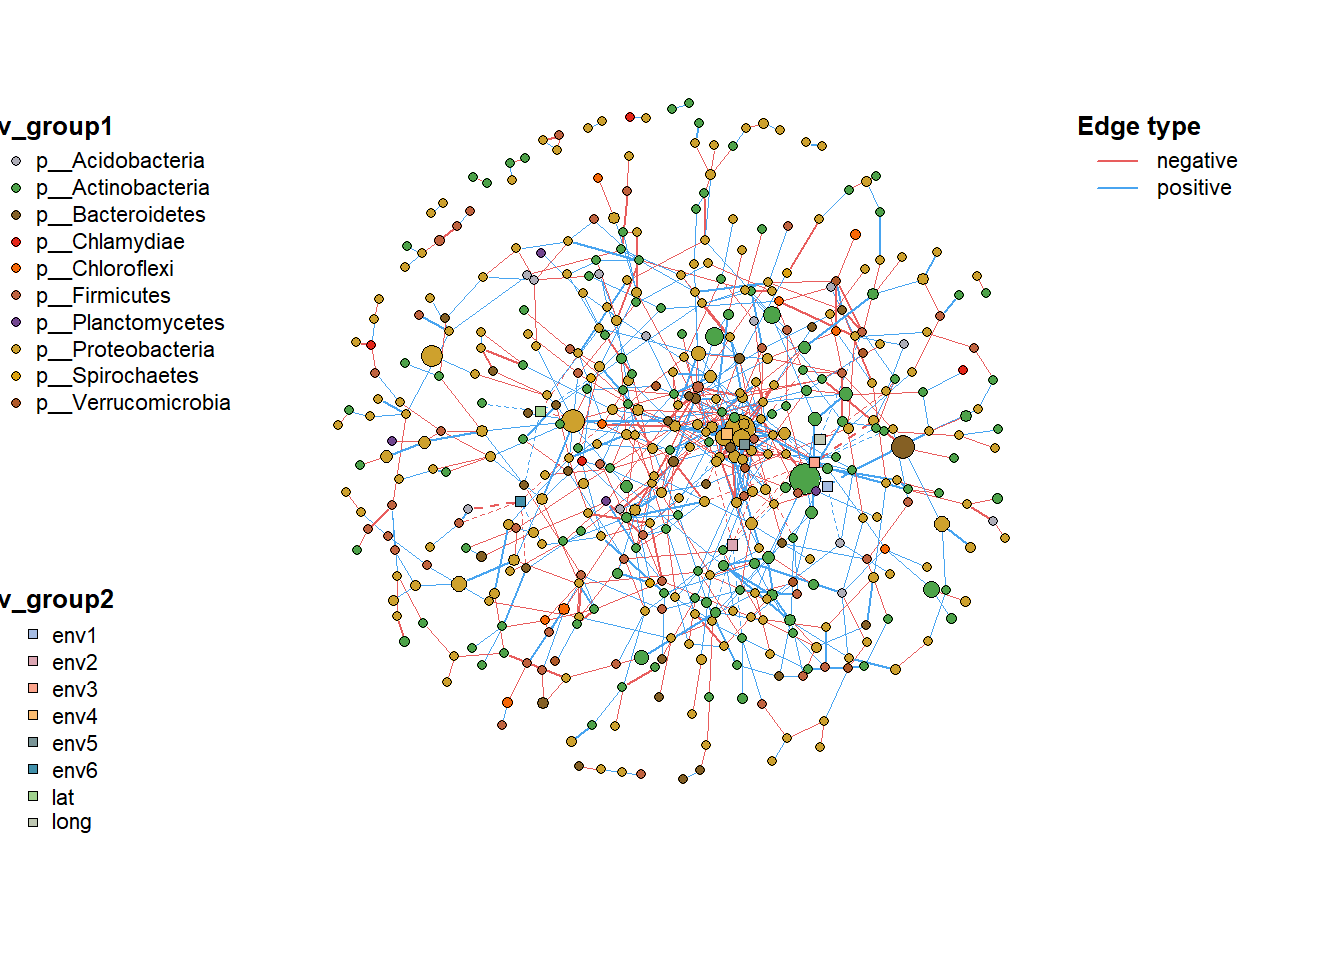 v_group1
p__Acidobacteria
p__Actinobacteria
p__Bacteroidetes
p__Chlamydiae
p__Chloroflexi
p__Firmicutes
p__Planctomycetes
p__Proteobacteria
p__Spirochaetes
p__Verrucomicrobia
v_group2
env1
env2
env3
env4
env5
env6
lat
long
Edge type
negative
positive